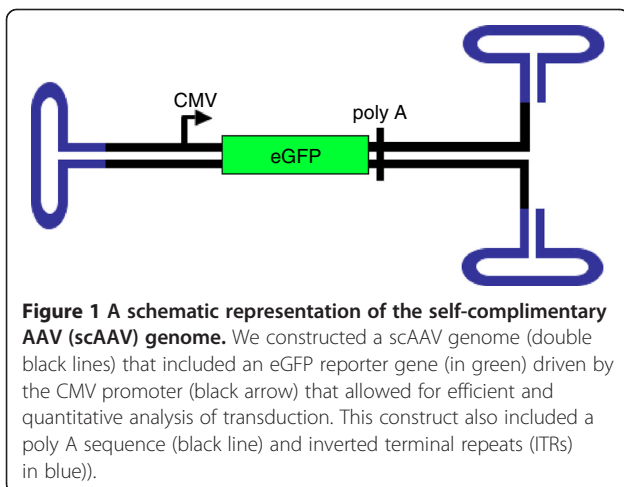 CMV
poly A
eGFP
Figure 1 A schematic representation of the self-complimentary
AAV (scAAV) genome. We constructed a scAAV genome (double
black lines) that included an eGFP reporter gene (in green) driven by
the CMV promoter (black arrow) that allowed for efficient and
quantitative analysis of transduction. This construct also included a
poly A sequence (black line) and inverted terminal repeats (ITRs)
in blue)).